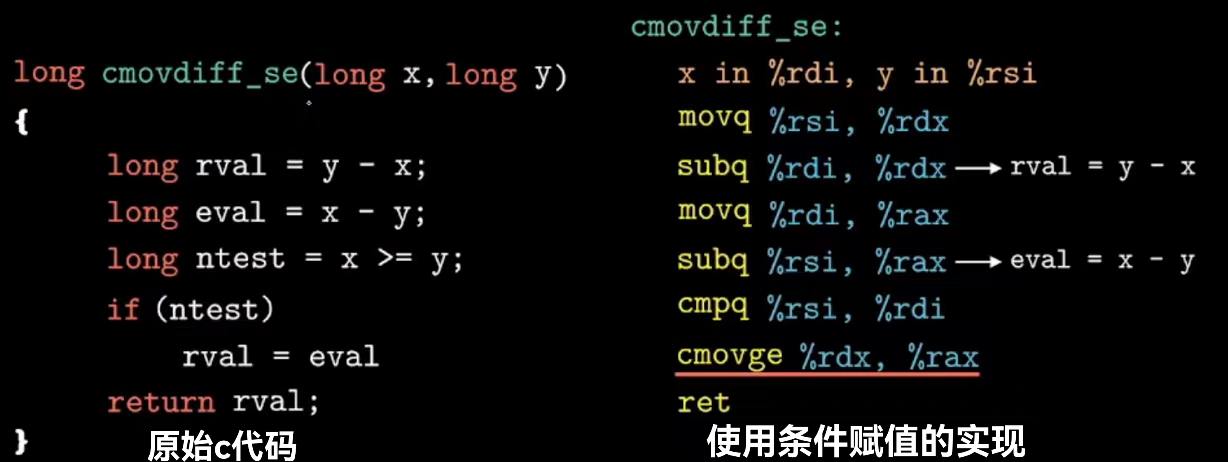 long cmovdiff_se(long x, long y)
{
long rval = y - x;
long eval = x - y;
long ntest = x >= y;
if (ntest)
rval = eval
return rval;
}
原始c代码
cmovdiff_se:
x in %rdi, y in %rsi
movq %rsi, %rdx
subq %rdi, %rdx → rval = y - x
movq %rdi, %rax
subq %rsi, %rax → eval = x - y
cmpq %rsi, %rdi
cmovge %rdx, %rax
ret
使用条件赋值的实现